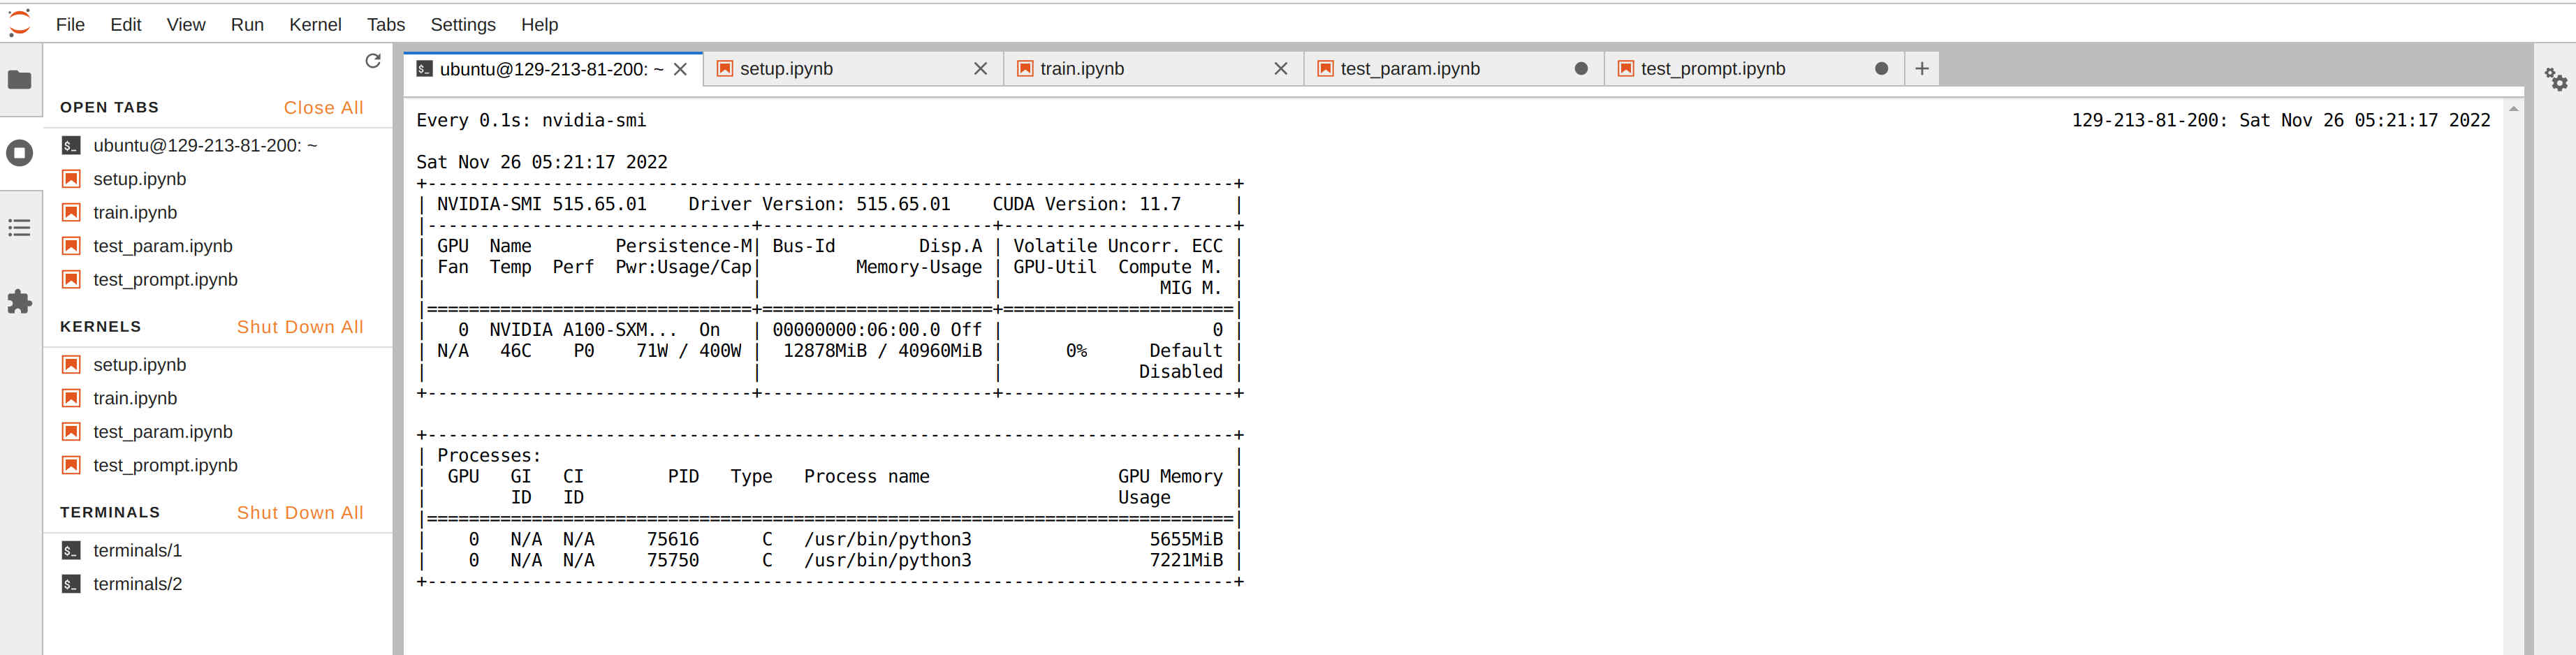 File Edit View Run Kernel Tabs Settings Help
OPEN TABS Close All
ubuntu@129-213-81-200: ~
setup.ipynb
train.ipynb
test_param.ipynb
test_prompt.ipynb
KERNELS Shut Down All
setup.ipynb
train.ipynb
test_param.ipynb
test_prompt.ipynb
TERMINALS Shut Down All
terminals/1
terminals/2
ubuntu@129-213-81-200: ~ setup.ipynb train.ipynb test_param.ipynb test_prompt.ipynb
Every 0.1s: nvidia-smi 129-213-81-200: Sat Nov 26 05:21:17 2022
Sat Nov 26 05:21:17 2022
+-----------------------------------------------------------------------------+
| NVIDIA-SMI 515.65.01    Driver Version: 515.65.01    CUDA Version: 11.7     |
|-------------------------------+----------------------+----------------------+
| GPU  Name        Persistence-M| Bus-Id        Disp.A | Volatile Uncorr. ECC |
| Fan  Temp  Perf  Pwr:Usage/Cap|         Memory-Usage | GPU-Util  Compute M. |
|                               |                      |               MIG M. |
|===============================+======================+======================|
|   0  NVIDIA A100-SXM...  On   | 00000000:06:00.0 Off |                    0 |
| N/A   46C    P0    71W / 400W |  12878MiB / 40960MiB |      0%      Default |
|                               |                      |             Disabled |
+-------------------------------+----------------------+----------------------+
+-----------------------------------------------------------------------------+
| Processes:                                                                  |
|  GPU   GI   CI        PID   Type   Process name                  GPU Memory |
|        ID   ID                                                   Usage      |
|=============================================================================|
|    0   N/A  N/A     75616      C   /usr/bin/python3                 5655MiB |
|    0   N/A  N/A     75750      C   /usr/bin/python3                 7221MiB |
+-----------------------------------------------------------------------------+